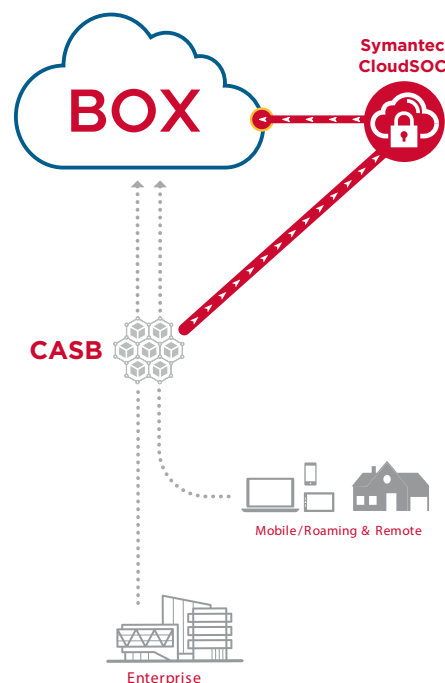 Symantec
CloudSOC
BOX
CASB
Mobile/Roaming & Remote
Enterprise